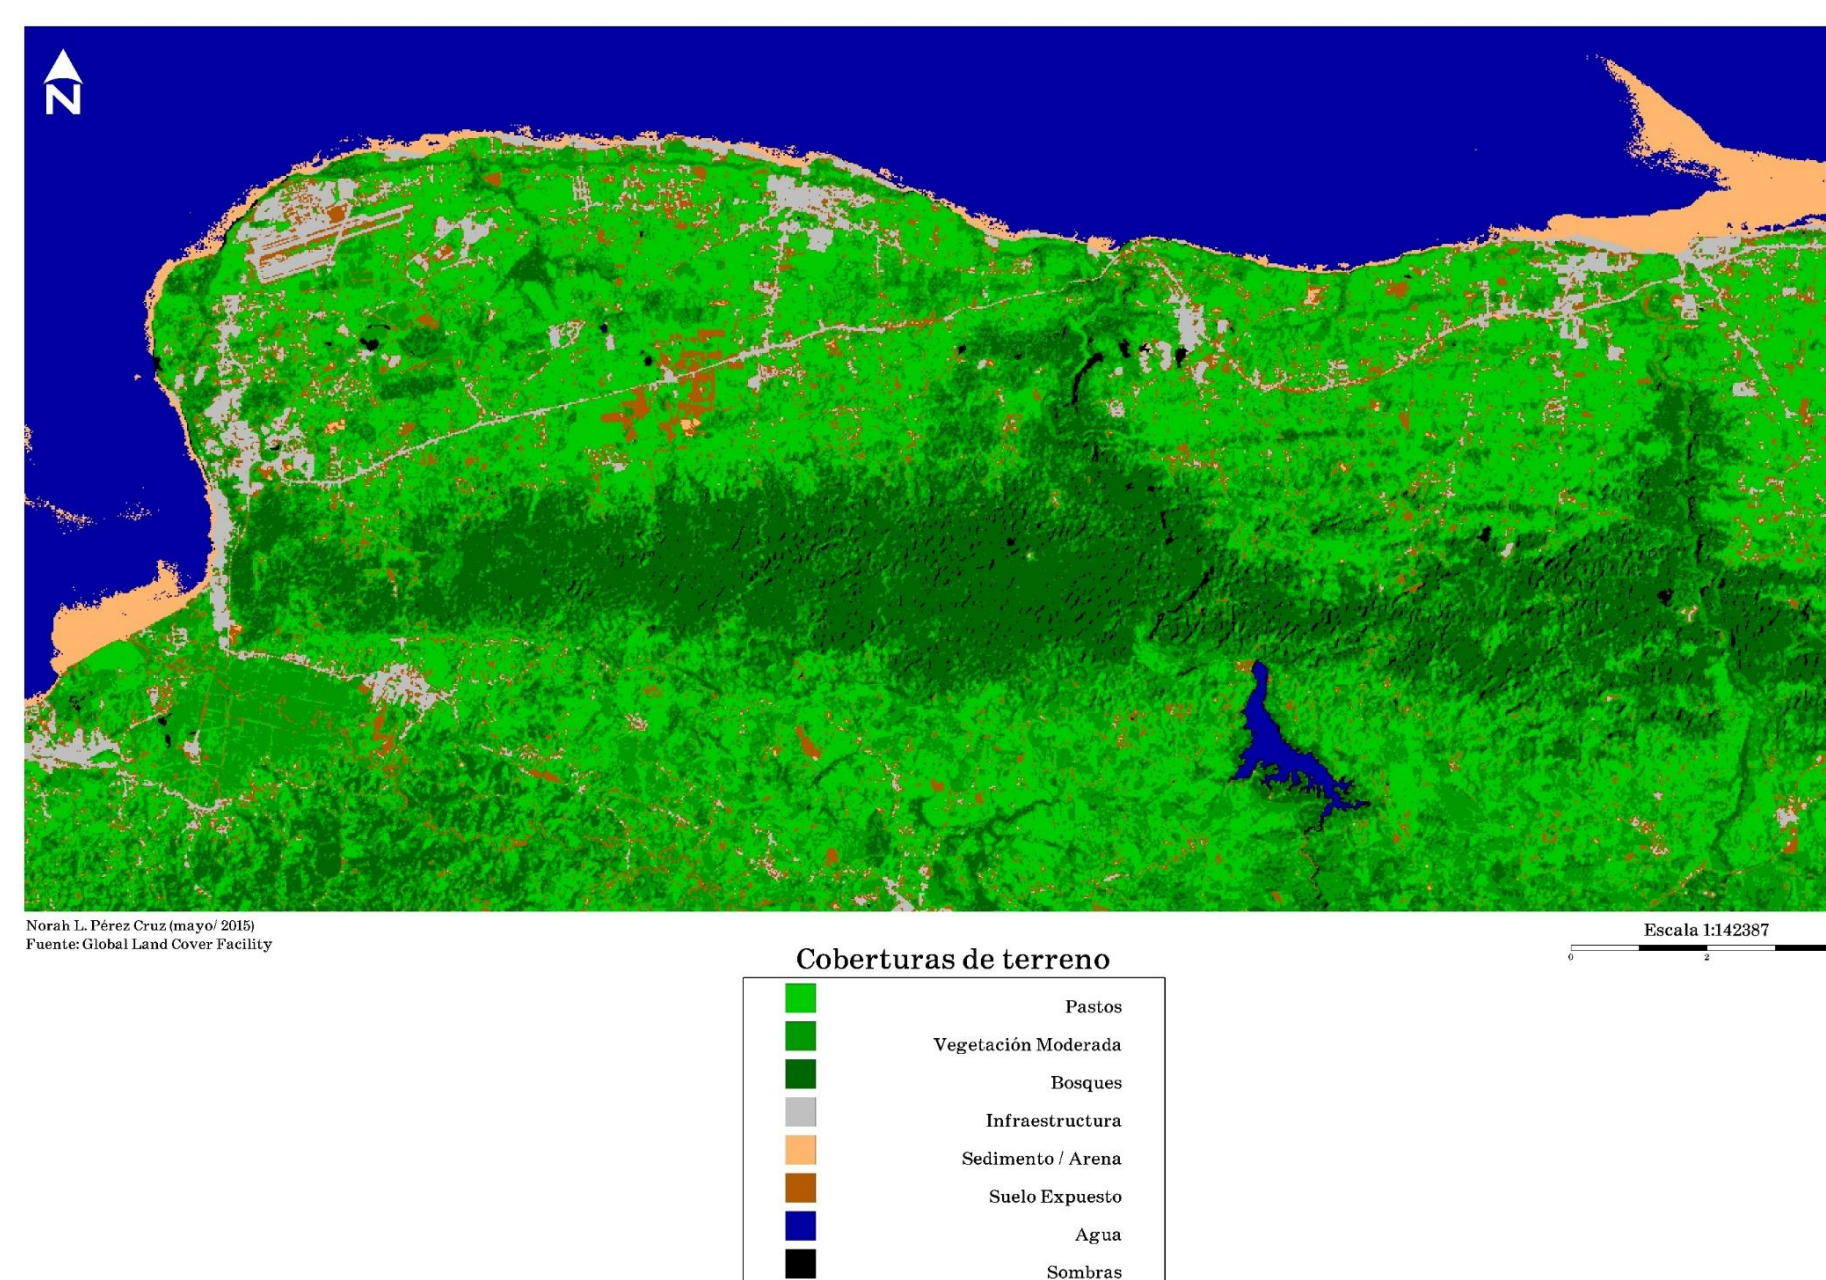 N
Norah L. Pérez Cruz (mayo/ 2015)
Fuente: Global Land Cover Facility
Escala 1:142387
0 2
Coberturas de terreno
Pastos
Vegetación Moderada
Bosques
Infraestructura
Sedimento / Arena
Suelo Expuesto
Agua
Sombras